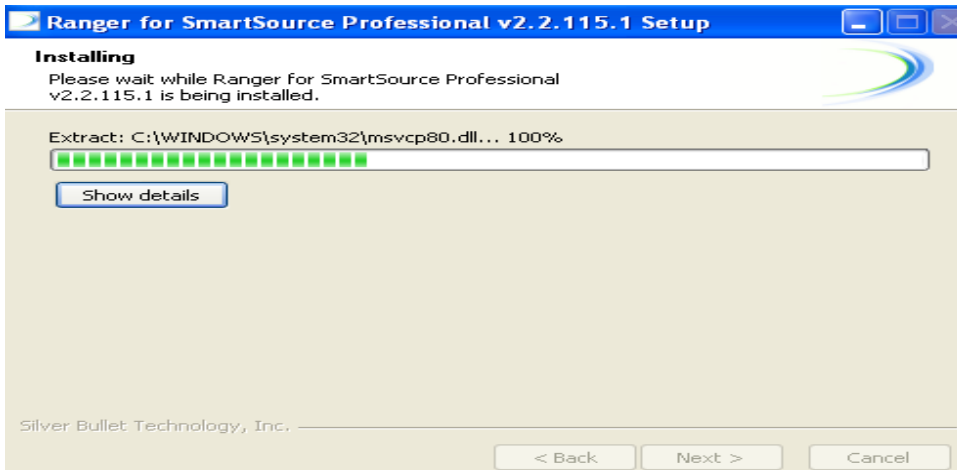 Ranger for SmartSource Professional v2.2.115.1 Setup
Installing
Please wait while Ranger for SmartSource Professional
v2.2.115.1 is being installed.
Extract: C:\WINDOWS\system32\msvcp80.dll... 100%
Show details
Silver Bullet Technology, Inc.
< Back Next > Cancel